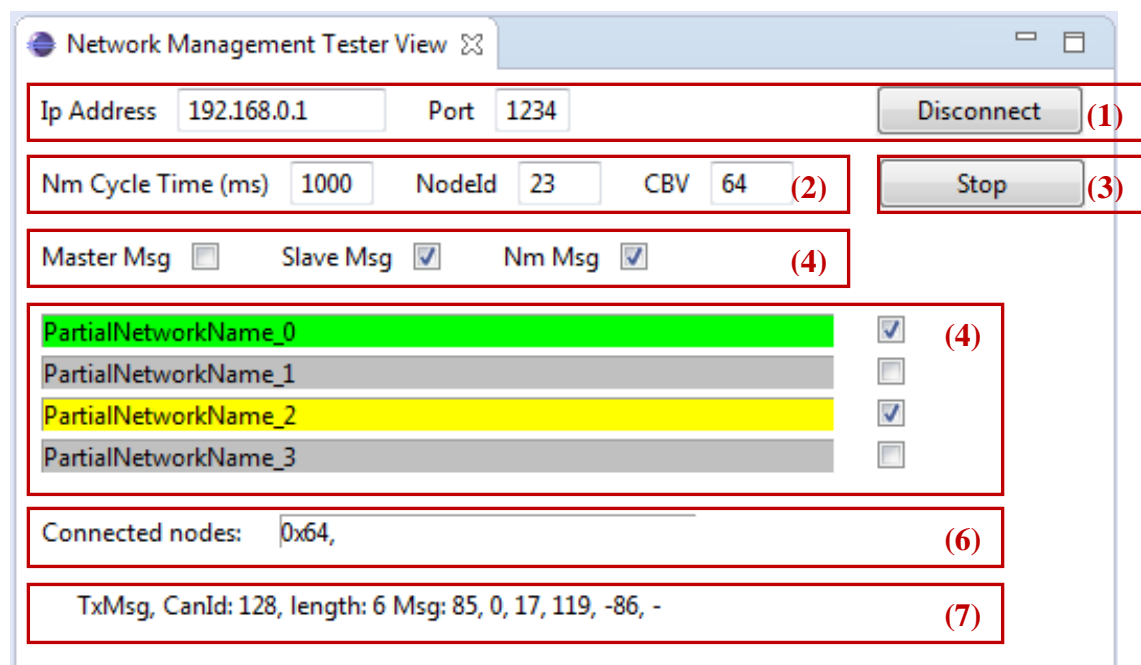 Network Management Tester View
Ip Address 192.168.0.1 Port 1234 Disconnect (1)
Nm Cycle Time (ms) 1000 NodeId 23 CBV 64 (2) Stop (3)
Master Msg Slave Msg Nm Msg (4)
PartialNetworkName_0 (4)
PartialNetworkName_1
PartialNetworkName_2
PartialNetworkName_3
Connected nodes: 0x64, (6)
TxMsg, CanId: 128, length: 6 Msg: 85, 0, 17, 119, -86, - (7)